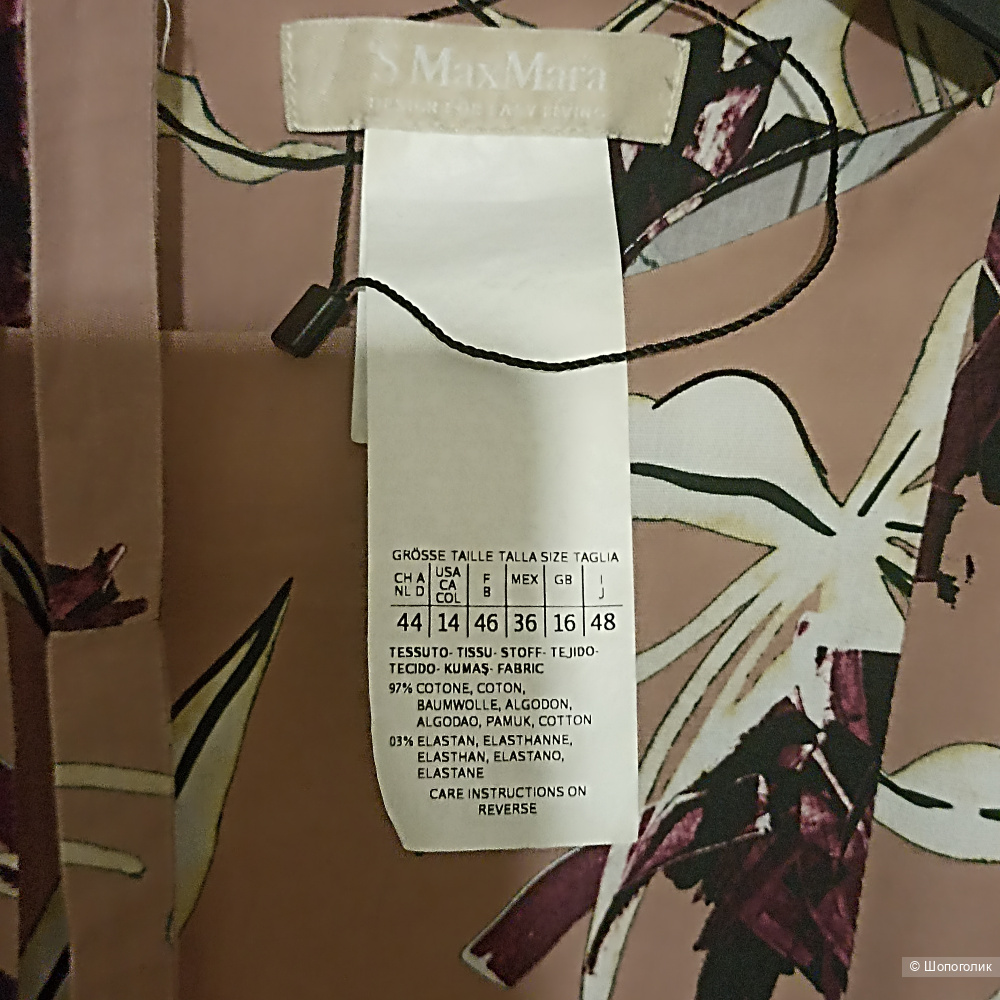 'S MaxMara
DESIGN FOR EASY LIVING
GRÖSSE TAILLE TALLA SIZE TAGLIA
CH A NL D | USA CA COL | F B | MEX | GB | I J
44 | 14 | 46 | 36 | 16 | 48
TESSUTO- TISSU- STOFF- TEJIDO-
TECIDO- KUMAŞ- FABRIC
97% COTONE, COTON,
BAUMWOLLE, ALGODON,
ALGODAO, PAMUK, COTTON
03% ELASTAN, ELASTHANNE,
ELASTHAN, ELASTANO,
ELASTANE
CARE INSTRUCTIONS ON
REVERSE
© Шопоголик